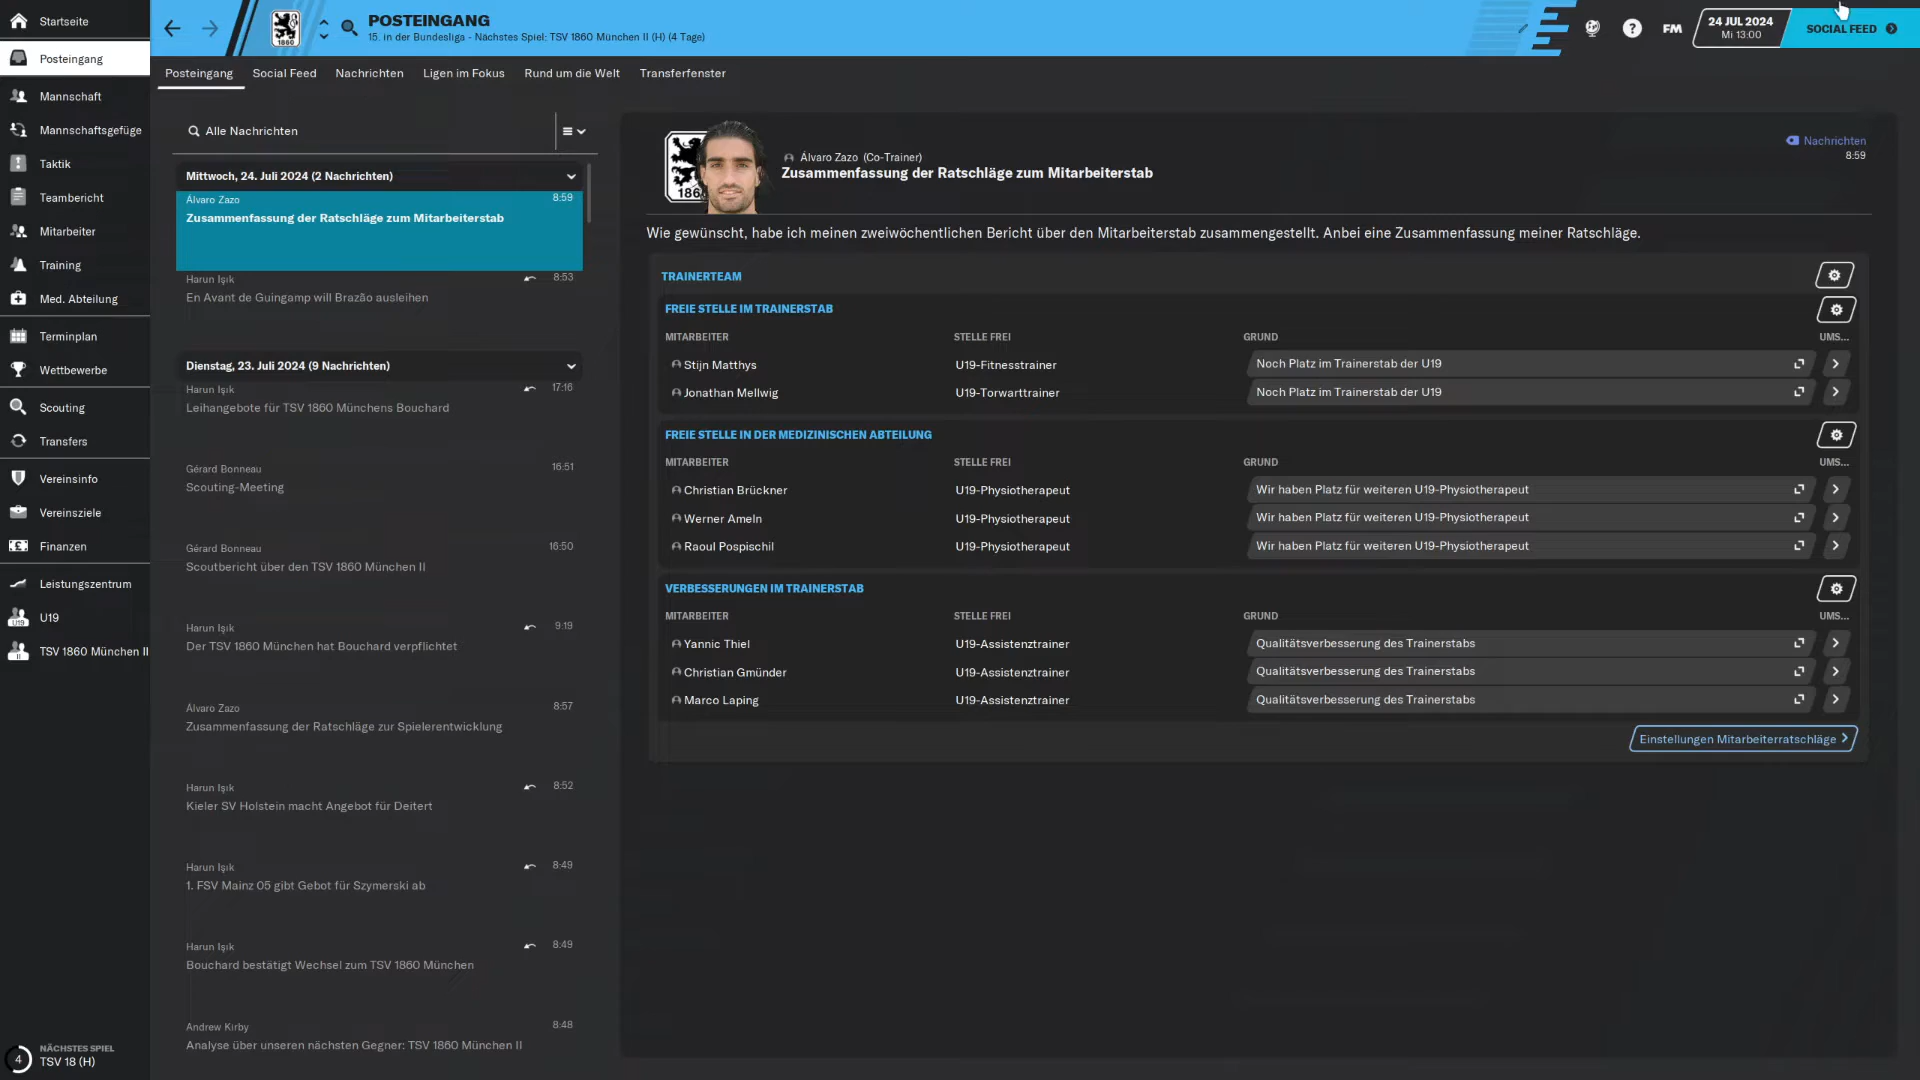 Startseite
Posteingang
Mannschaft
Mannschaftsgefüge
Taktik
Teambericht
Mitarbeiter
Training
Med. Abteilung
Terminplan
Wettbewerbe
Scouting
Transfers
Vereinsinfo
Vereinsziele
Finanzen
Leistungszentrum
U19
TSV 1860 München II
4
NÄCHSTES SPIEL
TSV 18 (H)
1860
POSTEINGANG
15. in der Bundesliga - Nächstes Spiel: TSV 1860 München II (H) (4 Tage)
FM
24 JUL 2024
Mi 13:00
SOCIAL FEED
Posteingang Social Feed Nachrichten Ligen im Fokus Rund um die Welt Transferfenster
Alle Nachrichten
Mittwoch, 24. Juli 2024 (2 Nachrichten)
Álvaro Zazo 8:59
Zusammenfassung der Ratschläge zum Mitarbeiterstab
Harun Işık 8:53
En Avant de Guingamp will Brazão ausleihen
Dienstag, 23. Juli 2024 (9 Nachrichten)
Harun Işık 17:16
Leihangebote für TSV 1860 Münchens Bouchard
Gérard Bonneau 16:51
Scouting-Meeting
Gérard Bonneau 16:50
Scoutbericht über den TSV 1860 München II
Harun Işık 9:19
Der TSV 1860 München hat Bouchard verpflichtet
Álvaro Zazo 8:57
Zusammenfassung der Ratschläge zur Spielerentwicklung
Harun Işık 8:52
Kieler SV Holstein macht Angebot für Deitert
Harun Işık 8:49
1. FSV Mainz 05 gibt Gebot für Szymerski ab
Harun Işık 8:49
Bouchard bestätigt Wechsel zum TSV 1860 München
Andrew Kirby 8:48
Analyse über unseren nächsten Gegner: TSV 1860 München II
Álvaro Zazo (Co-Trainer)
Zusammenfassung der Ratschläge zum Mitarbeiterstab
Nachrichten
8:59
Wie gewünscht, habe ich meinen zweiwöchentlichen Bericht über den Mitarbeiterstab zusammengestellt. Anbei eine Zusammenfassung meiner Ratschläge.
TRAINERTEAM
FREIE STELLE IM TRAINERSTAB
MITARBEITER STELLE FREI GRUND UMS...
Stijn Matthys U19-Fitnesstrainer Noch Platz im Trainerstab der U19
Jonathan Mellwig U19-Torwarttrainer Noch Platz im Trainerstab der U19
FREIE STELLE IN DER MEDIZINISCHEN ABTEILUNG
MITARBEITER STELLE FREI GRUND UMS...
Christian Brückner U19-Physiotherapeut Wir haben Platz für weiteren U19-Physiotherapeut
Werner Ameln U19-Physiotherapeut Wir haben Platz für weiteren U19-Physiotherapeut
Raoul Pospischil U19-Physiotherapeut Wir haben Platz für weiteren U19-Physiotherapeut
VERBESSERUNGEN IM TRAINERSTAB
MITARBEITER STELLE FREI GRUND UMS...
Yannic Thiel U19-Assistenztrainer Qualitätsverbesserung des Trainerstabs
Christian Gmünder U19-Assistenztrainer Qualitätsverbesserung des Trainerstabs
Marco Laping U19-Assistenztrainer Qualitätsverbesserung des Trainerstabs
Einstellungen Mitarbeiterratschläge